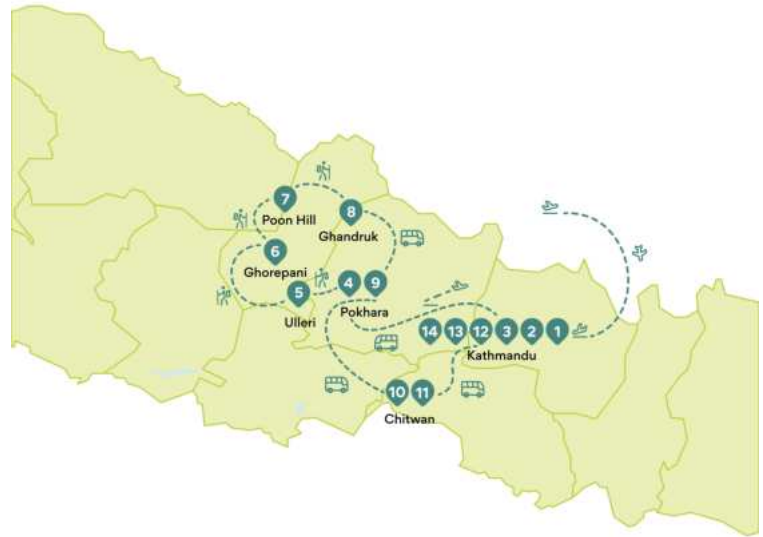 7
Poon Hill
8
Ghandruk
6
Ghorepani
5
Ulleri
4 9
Pokhara
14 13 12 3 2 1
Kathmandu
10 11
Chitwan